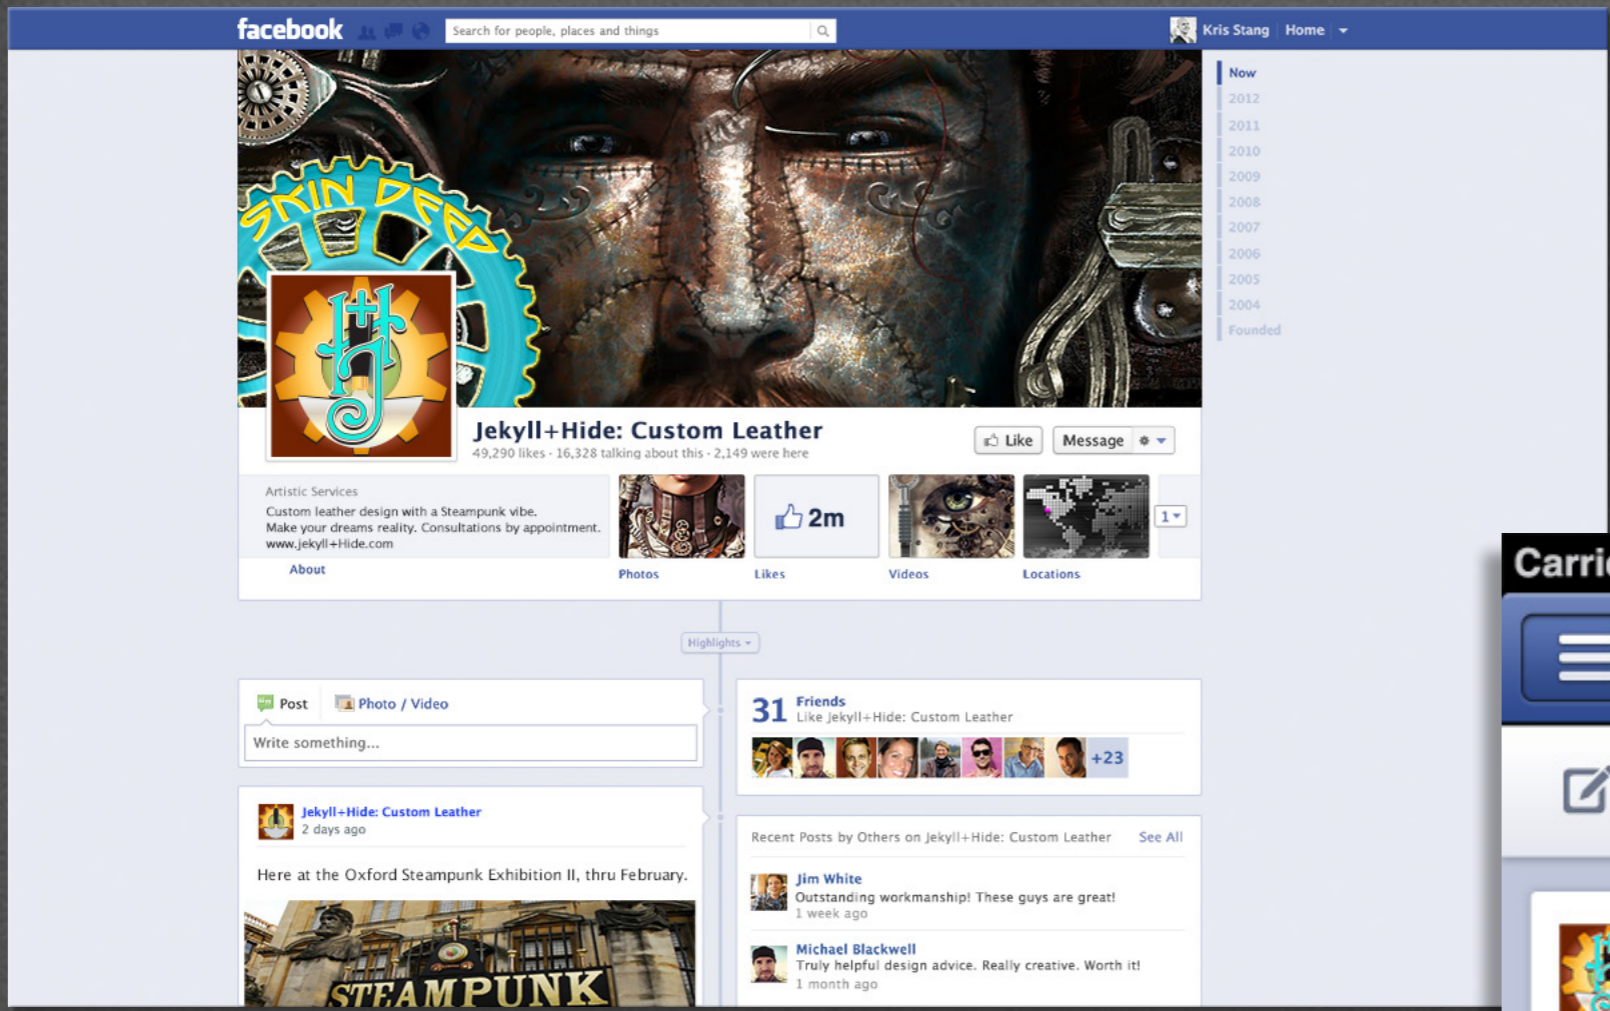 facebook
Search for people, places and things
Kris Stang
Home
Now
2012
2011
2010
2009
2008
2007
2006
2005
2004
Founded
SKIN DEEP
H+J
Jekyll+Hide: Custom Leather
49,290 likes · 16,328 talking about this · 2,149 were here
Like
Message
Artistic Services
Custom leather design with a Steampunk vibe.
Make your dreams reality. Consultations by appointment.
www.jekyll+Hide.com
About
2m
1
Photos
Likes
Videos
Locations
Highlights
Post
Photo / Video
Write something...
31 Friends
Like Jekyll+Hide: Custom Leather
+23
Jekyll+Hide: Custom Leather
2 days ago
Here at the Oxford Steampunk Exhibition II, thru February.
STEAMPUNK
Recent Posts by Others on Jekyll+Hide: Custom Leather
See All
Jim White
Outstanding workmanship! These guys are great!
1 week ago
Michael Blackwell
Truly helpful design advice. Really creative. Worth it!
1 month ago
Carri